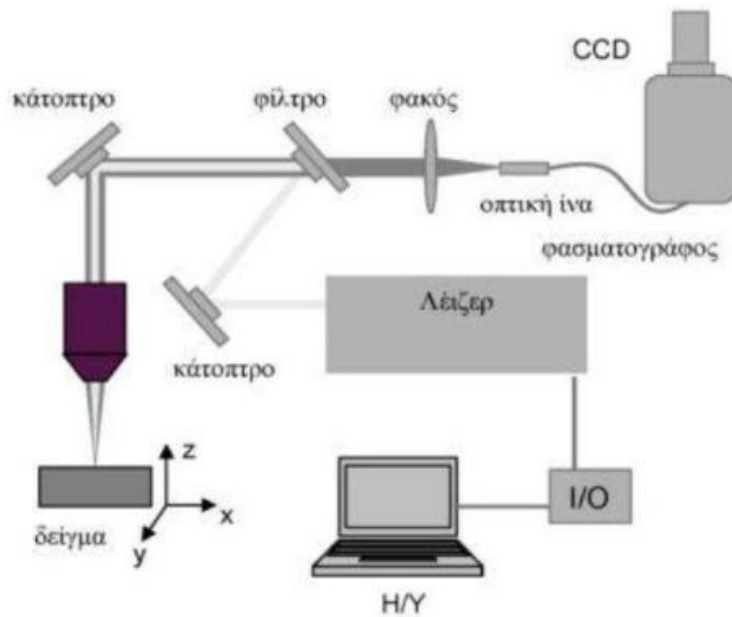 CCD
κάτοπτρο
φίλτρο
φακός
οπτική ίνα
φασματογράφος
Λέιζερ
κάτοπτρο
z
x
y
δείγμα
I/O
Η/Υ